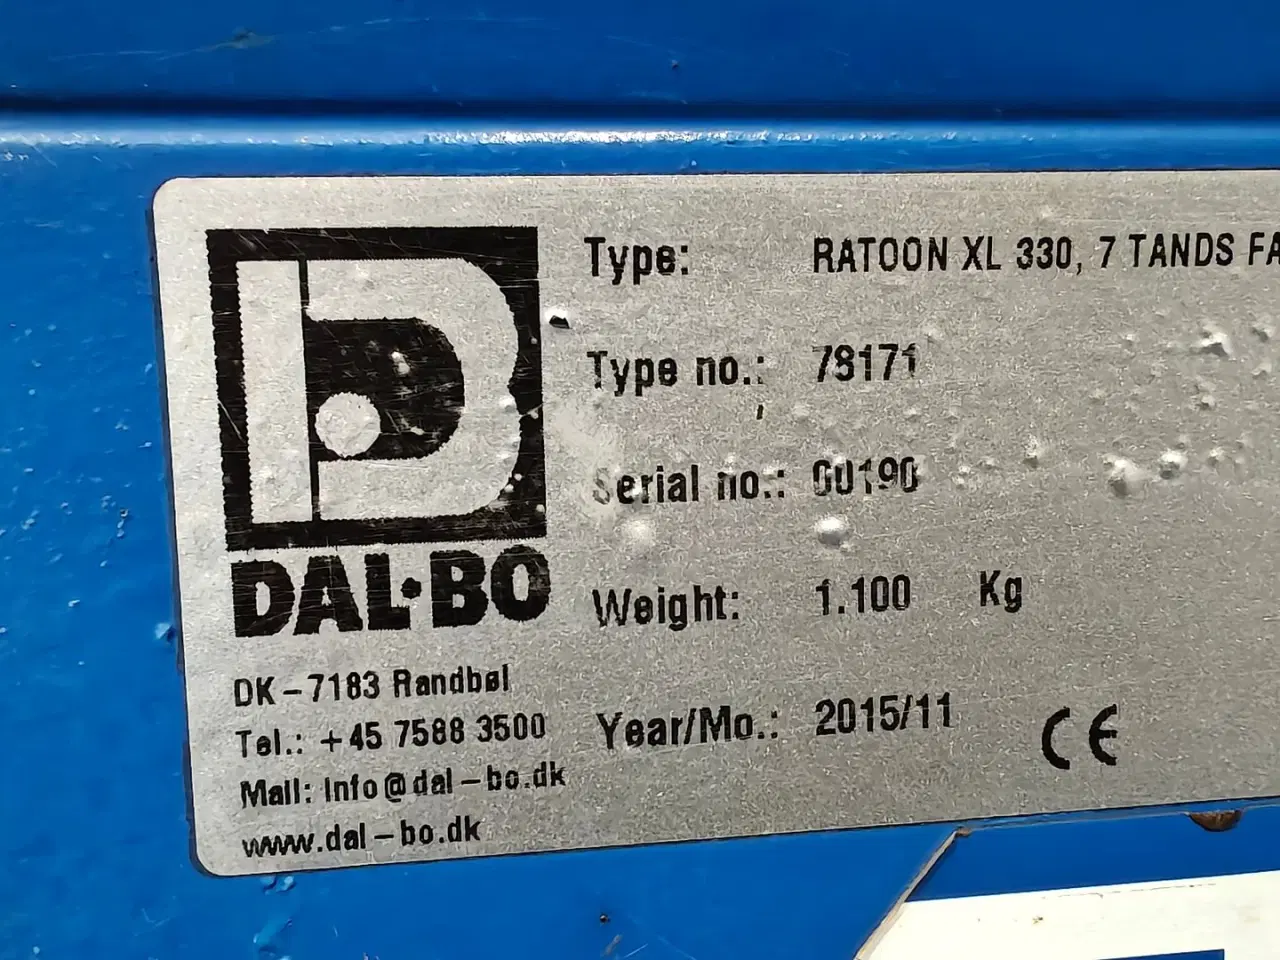 Type: RATOON XL 330, 7 TANDS FA
Type no.: 78171
Serial no.: 00190
Weight: 1.100 Kg
Year/Mo.: 2015/11
CE
DAL·BO
DK-7183 Randbøl
Tel.: +45 7588 3500
Mail: info@dal-bo.dk
www.dal-bo.dk